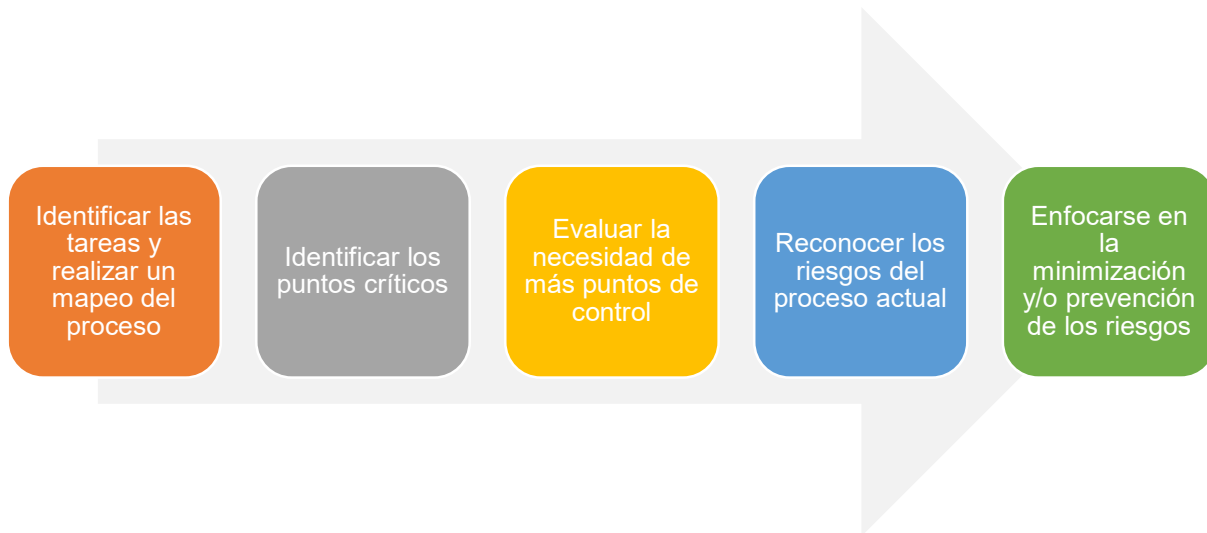 Identificar las
tareas y
realizar un
mapeo del
proceso
Identificar los
puntos críticos
Evaluar la
necesidad de
más puntos de
control
Reconocer los
riesgos del
proceso actual
Enfocarse en
la
minimización
y/o prevención
de los riesgos